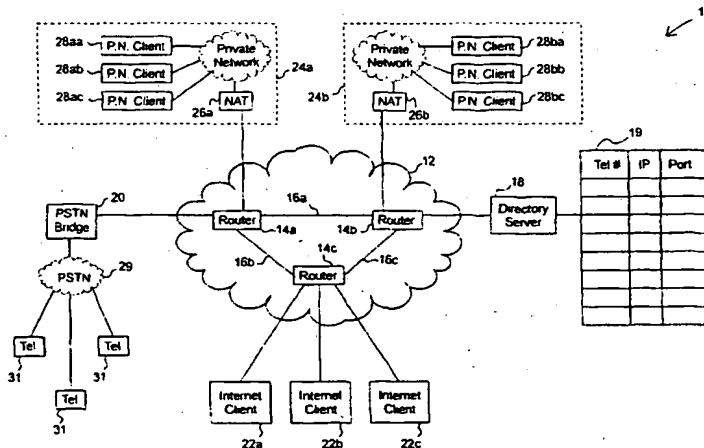 1
28aa
P.N. Client
Private
Network
28ab
P.N. Client
28ac
P.N. Client
24a
NAT
26a
Private
Network
P.N. Client
28ba
P.N. Client
28bb
P.N. Client
28bc
24b
NAT
26b
19
Tel #
IP
Port
12
18
20
PSTN
Bridge
Router
14a
16a
Router
14b
Directory
Server
14c
16b
Router
16c
PSTN
29
Tel
31
Tel
31
Tel
31
Internet
Client
22a
Internet
Client
22b
Internet
Client
22c